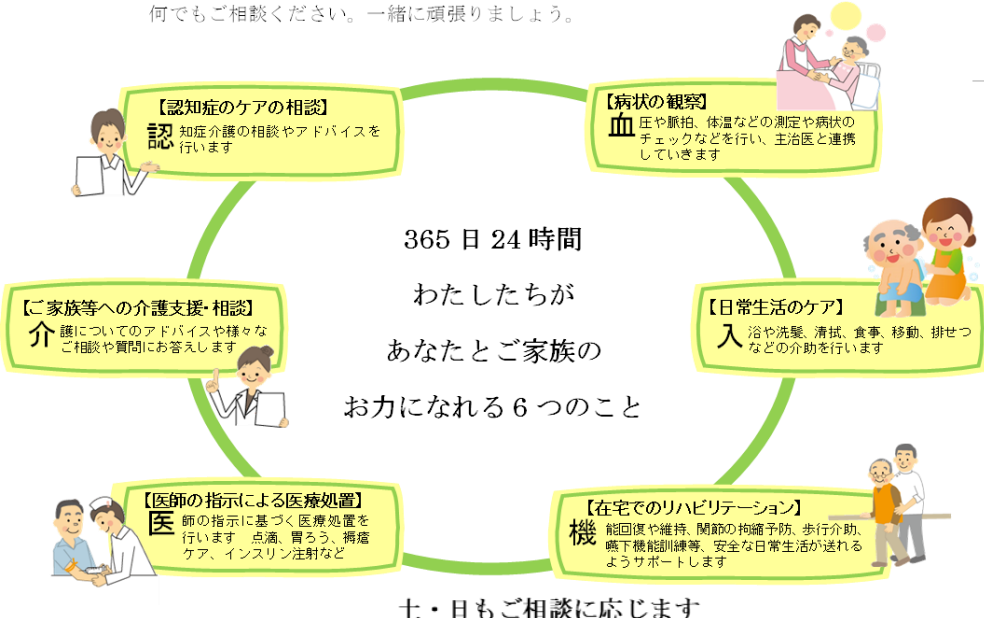 何でもご相談ください。一緒に頑張りましょう。
【認知症のケアの相談】
認知症介護の相談やアドバイスを
行います
【病状の観察】
血圧や脈拍、体温などの測定や病状の
チェックなどを行い、主治医と連携
していきます
365日24時間
わたしたちが
あなたとご家族の
お力になれる6つのこと
【ご家族等への介護支援・相談】
介護についてのアドバイスや様々な
ご相談や質問にお答えします
【日常生活のケア】
入浴や洗髪、清拭、食事、移動、排せつ
などの介助を行います
【医師の指示による医療処置】
医師の指示に基づく医療処置を
行います　点滴、胃ろう、褥瘡
ケア、インスリン注射など
【在宅でのリハビリテーション】
機能回復や維持、関節の拘縮予防、歩行介助、
嚥下機能訓練等、安全な日常生活が送れる
ようサポートします
土・日もご相談に応じます